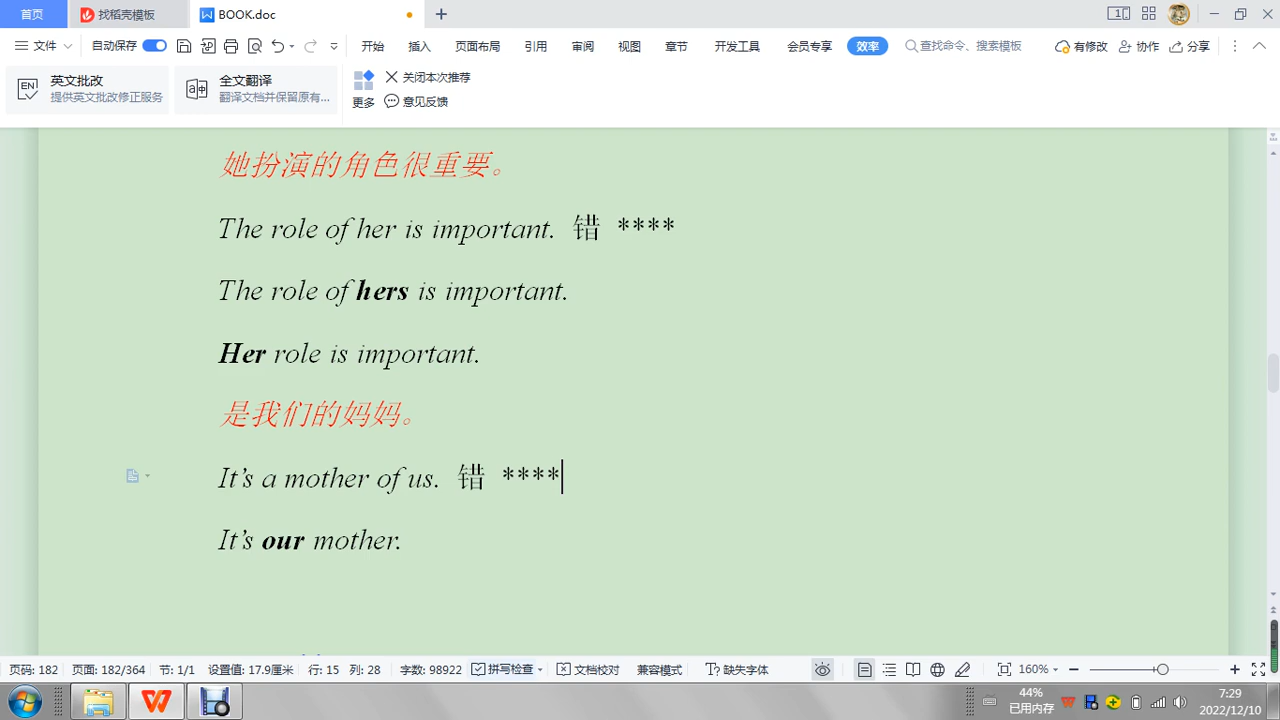 首页 找稻壳模板 BOOK.doc
文件 自动保存 开始 插入 页面布局 引用 审阅 视图 章节 开发工具 会员专享 效率 查找命令、搜索模板 有修改 协作 分享
英文批改 全文翻译 关闭本次推荐
提供英文批改修正服务 翻译文档并保留原有... 更多 意见反馈
她扮演的角色很重要。
The role of her is important. 错 ****
The role of hers is important.
Her role is important.
是我们的妈妈。
It’s a mother of us. 错 ****
It’s our mother.
页码: 182 页面: 182/364 节: 1/1 设置值: 17.9厘米 行: 15 列: 28 字数: 98922 拼写检查 文档校对 兼容模式 缺失字体 160%
44% 7:29
已用内存 2022/12/10